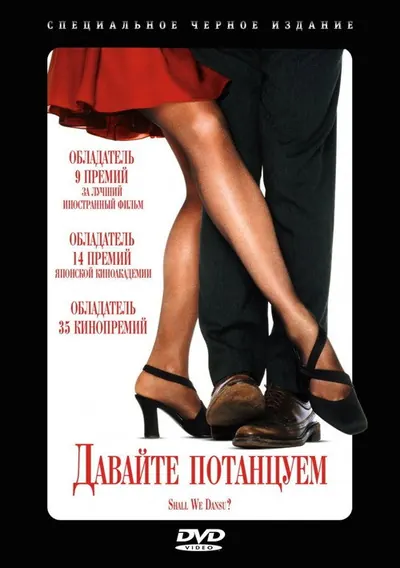 СПЕЦИАЛЬНОЕ ЧЕРНОЕ ИЗДАНИЕ
ОБЛАДАТЕЛЬ
9 ПРЕМИЙ
ЗА ЛУЧШИЙ
ИНОСТРАННЫЙ ФИЛЬМ
ОБЛАДАТЕЛЬ
14 ПРЕМИЙ
ЯПОНСКОЙ КИНОАКАДЕМИИ
ОБЛАДАТЕЛЬ
35 КИНОПРЕМИЙ
ДАВАЙТЕ ПОТАНЦУЕМ
SHALL WE DANSU?
DVD
VIDEO